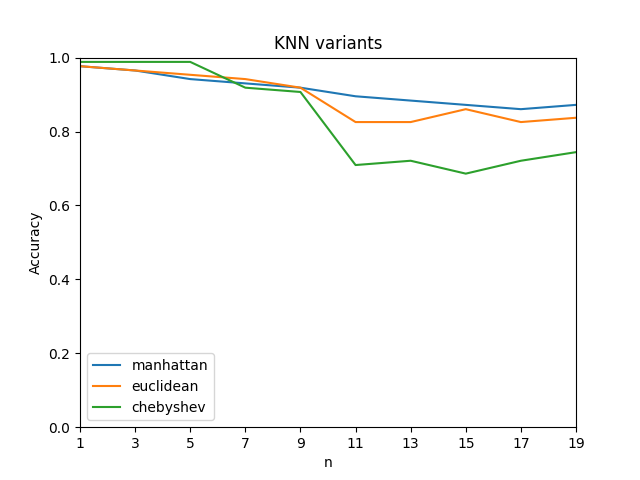 KNN variants
1.0
0.8
0.6
0.4
0.2
0.0
Accuracy
manhattan
euclidean
chebyshev
1 3 5 7 9 11 13 15 17 19
n